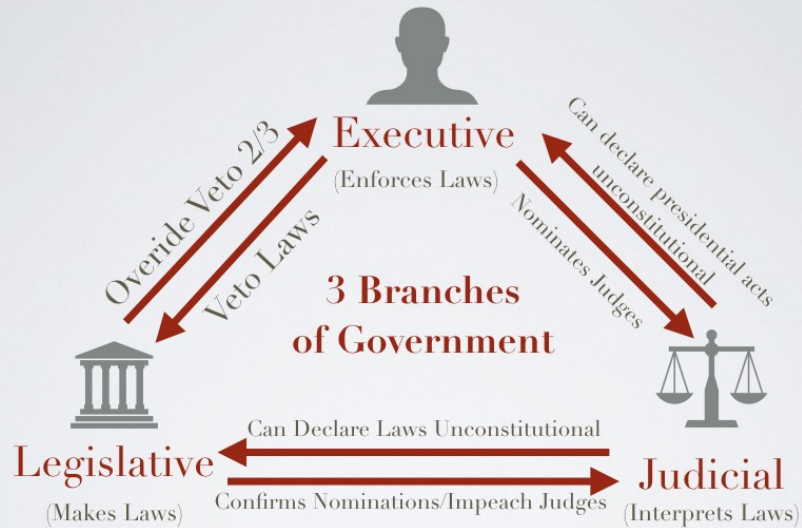 Executive
(Enforces Laws)
Overide Veto 2/3
Veto Laws
Nominates Judges
Can declare presidential acts
unconstitutional
3 Branches
of Government
Can Declare Laws Unconstitutional
Legislative
(Makes Laws)
Confirms Nominations/Impeach Judges
Judicial
(Interprets Laws)